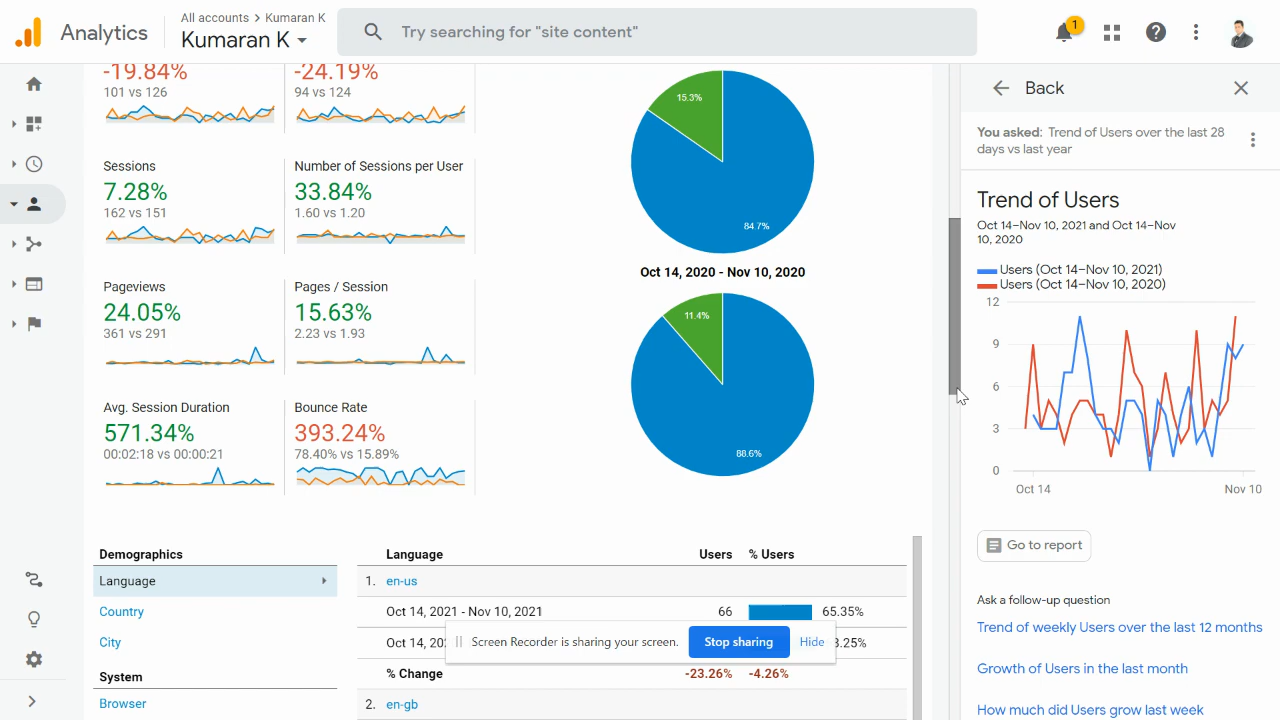 Analytics
All accounts > Kumaran K
Kumaran K
Try searching for "site content"
1
-19.84%
101 vs 126
-24.19%
94 vs 124
Sessions
7.28%
162 vs 151
Number of Sessions per User
33.84%
1.60 vs 1.20
Pageviews
24.05%
361 vs 291
Pages / Session
15.63%
2.23 vs 1.93
Avg. Session Duration
571.34%
00:02:18 vs 00:00:21
Bounce Rate
393.24%
78.40% vs 15.89%
15.3%
84.7%
Oct 14, 2020 - Nov 10, 2020
11.4%
88.6%
Demographics
Language
Country
City
System
Browser
Language Users % Users
1. en-us
Oct 14, 2021 - Nov 10, 2021 66 65.35%
Oct 14, 20
.25%
% Change -23.26% -4.26%
2. en-gb
Screen Recorder is sharing your screen.
Stop sharing
Hide
Back
You asked: Trend of Users over the last 28
days vs last year
Trend of Users
Oct 14–Nov 10, 2021 and Oct 14–Nov
10, 2020
Users (Oct 14–Nov 10, 2021)
Users (Oct 14–Nov 10, 2020)
12
9
6
3
0
Oct 14
Nov 10
Go to report
Ask a follow-up question
Trend of weekly Users over the last 12 months
Growth of Users in the last month
How much did Users grow last week